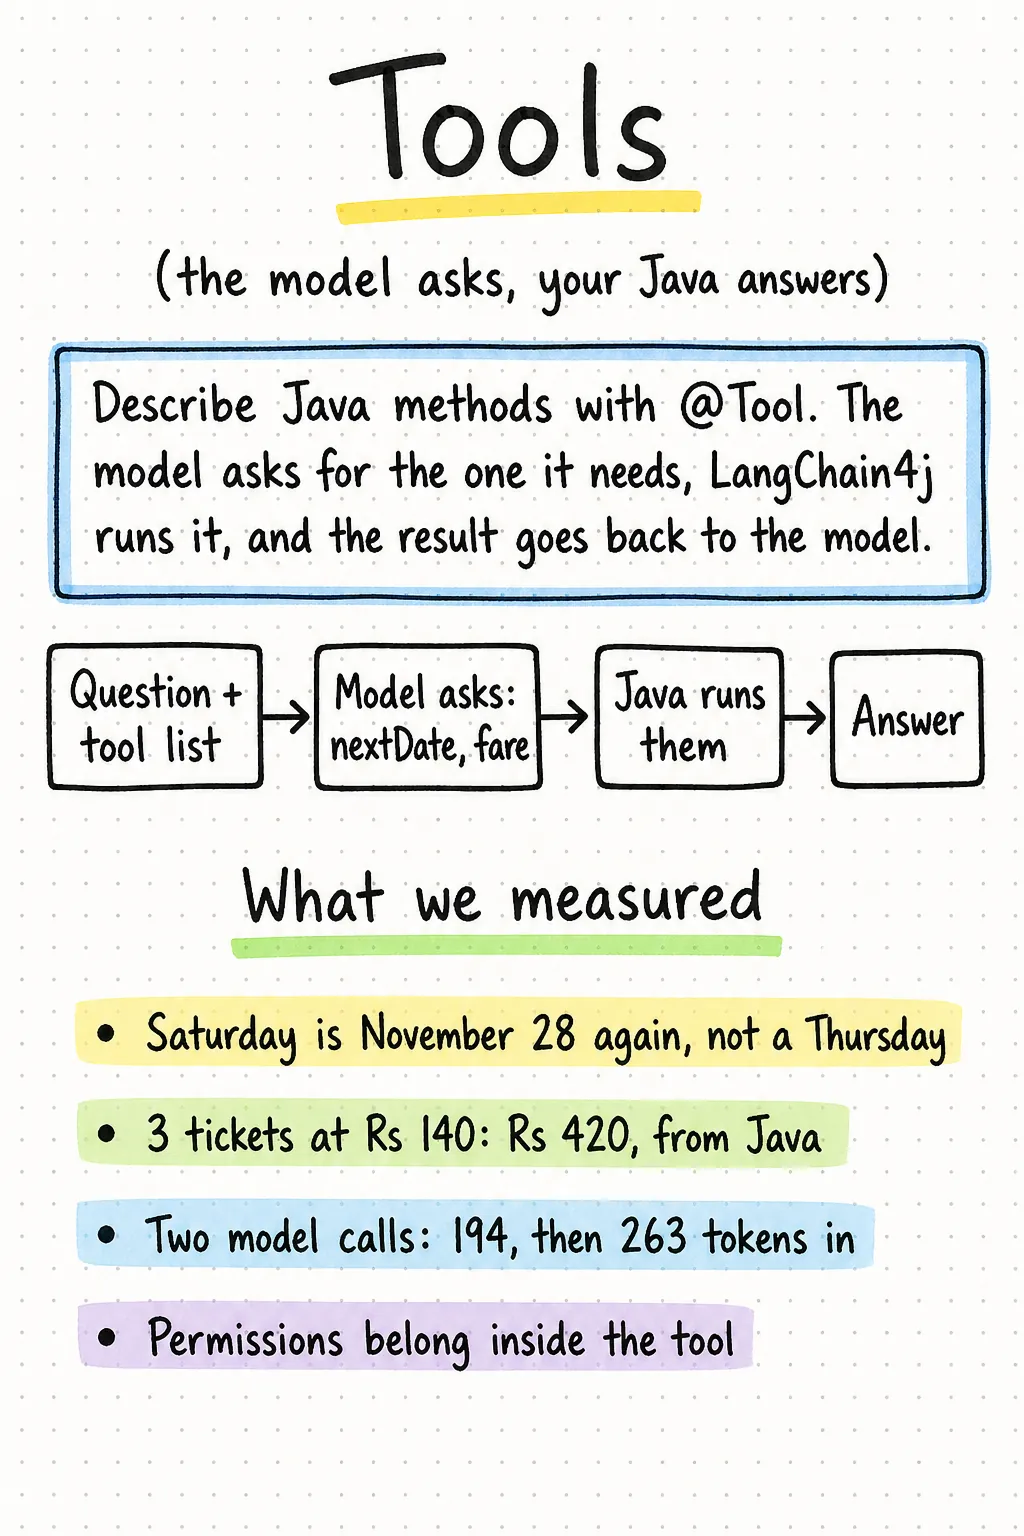 Tools
(the model asks, your Java answers)
Describe Java methods with @Tool. The
model asks for the one it needs, LangChain4j
runs it, and the result goes back to the model.
Question +
tool list
Model asks:
nextDate, fare
Java runs
them
Answer
What we measured
• Saturday is November 28 again, not a Thursday
• 3 tickets at Rs 140: Rs 420, from Java
• Two model calls: 194, then 263 tokens in
• Permissions belong inside the tool